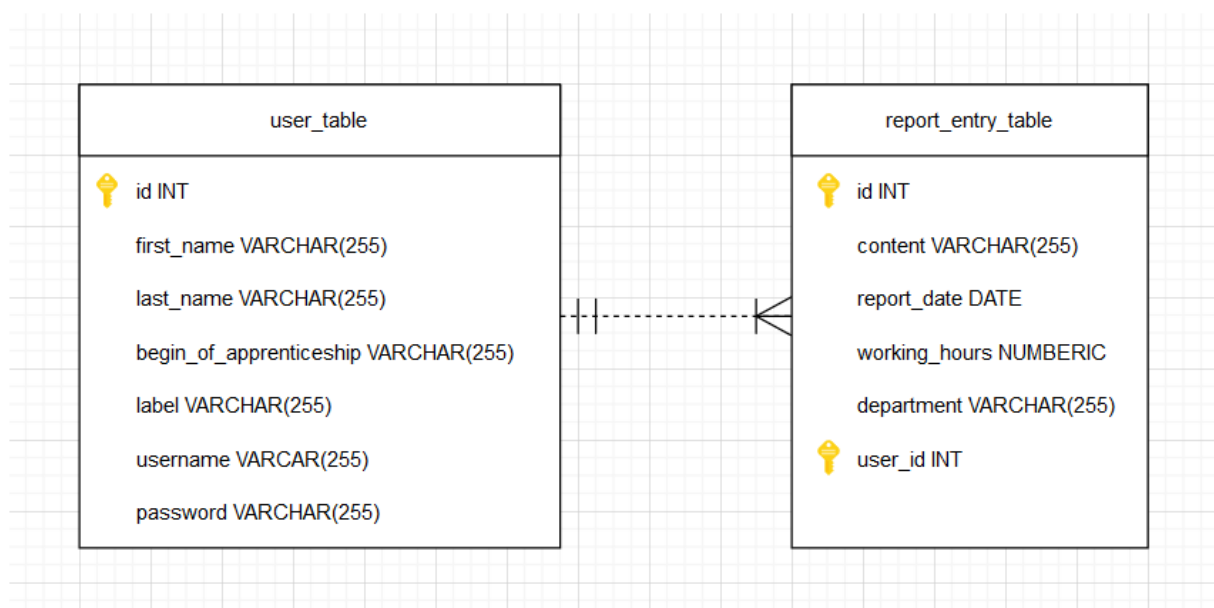 user_table
id INT
first_name VARCHAR(255)
last_name VARCHAR(255)
begin_of_apprenticeship VARCHAR(255)
label VARCHAR(255)
username VARCAR(255)
password VARCHAR(255)
report_entry_table
id INT
content VARCHAR(255)
report_date DATE
working_hours NUMBERIC
department VARCHAR(255)
user_id INT